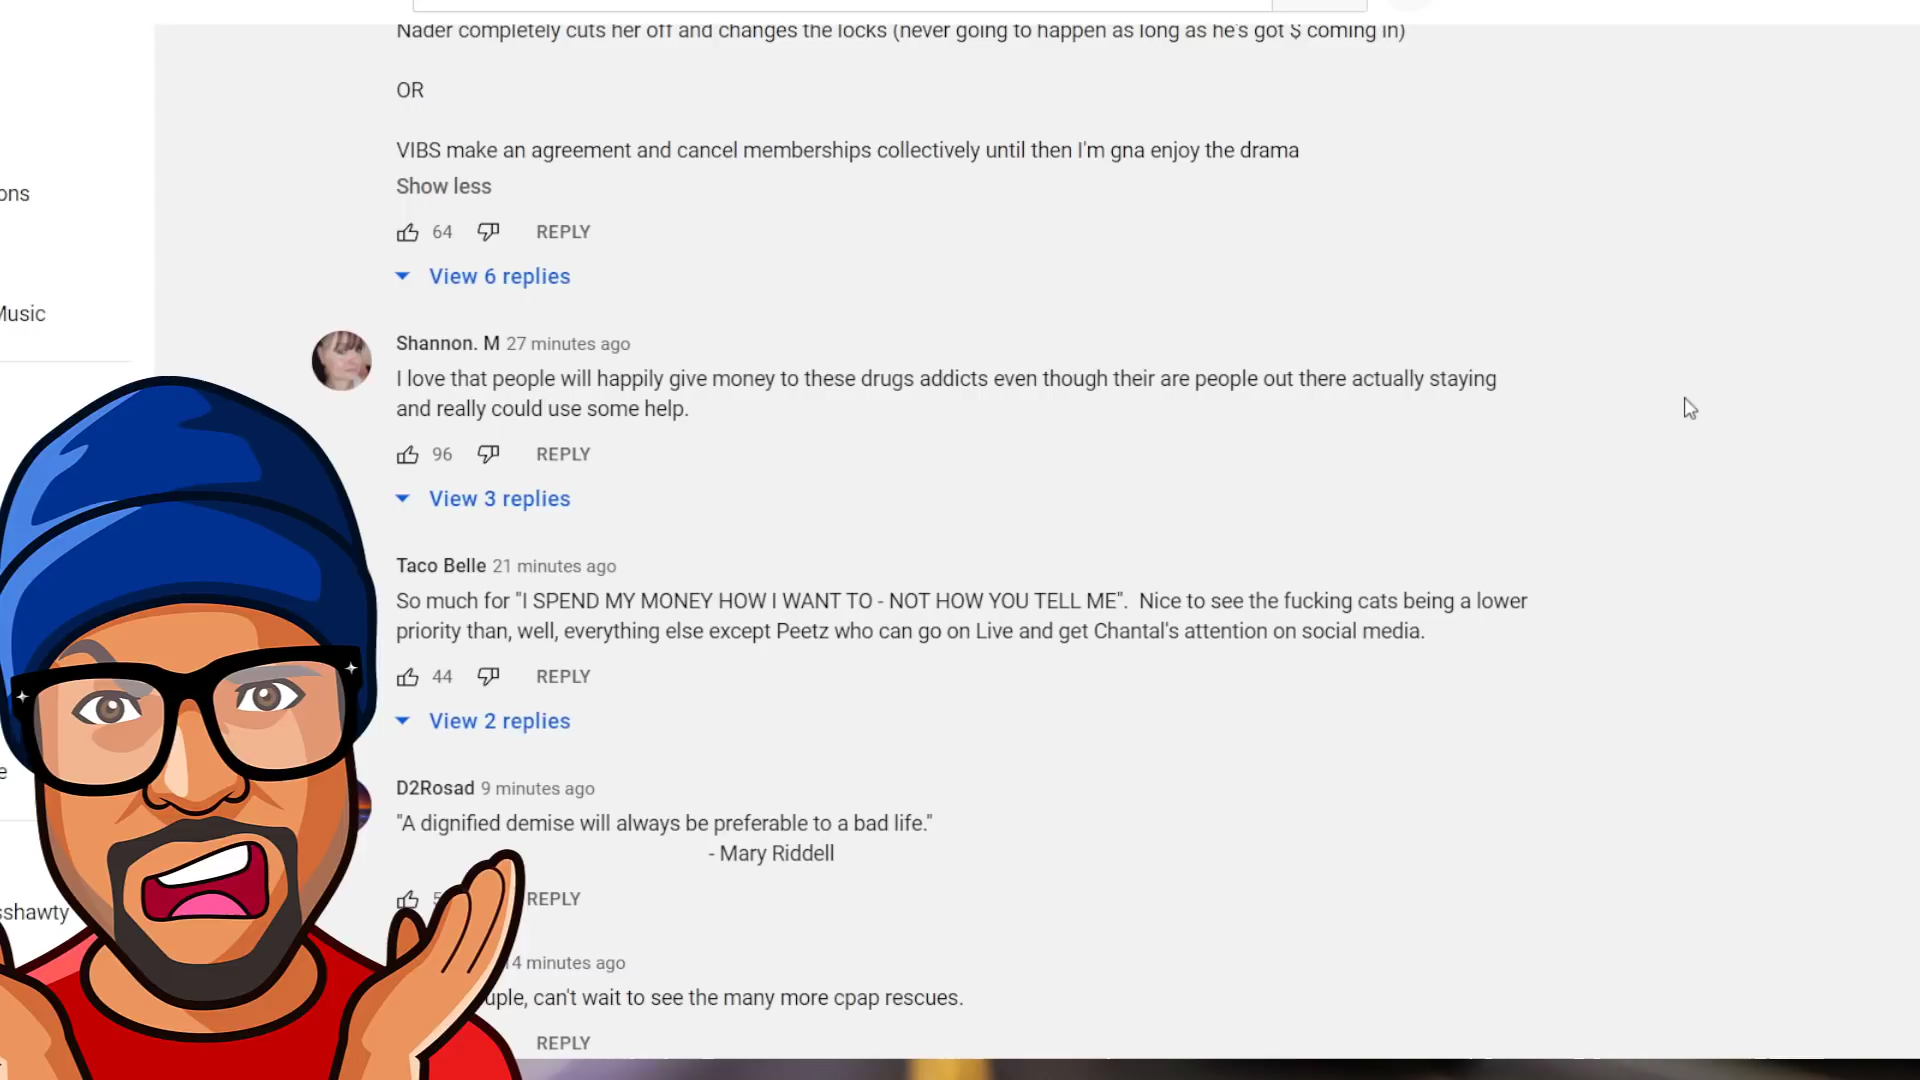 Nader completely cuts her off and changes the locks (never going to happen as long as he's got $ coming in)
OR
VIBS make an agreement and cancel memberships collectively until then I'm gna enjoy the drama
Show less
64 REPLY
View 6 replies
ons
Music
Shannon. M 27 minutes ago
I love that people will happily give money to these drugs addicts even though their are people out there actually staying
and really could use some help.
96 REPLY
View 3 replies
Taco Belle 21 minutes ago
So much for "I SPEND MY MONEY HOW I WANT TO - NOT HOW YOU TELL ME". Nice to see the fucking cats being a lower
priority than, well, everything else except Peetz who can go on Live and get Chantal's attention on social media.
44 REPLY
View 2 replies
e
D2Rosad 9 minutes ago
"A dignified demise will always be preferable to a bad life."
- Mary Riddell
REPLY
sshawty
14 minutes ago
uple, can't wait to see the many more cpap rescues.
REPLY